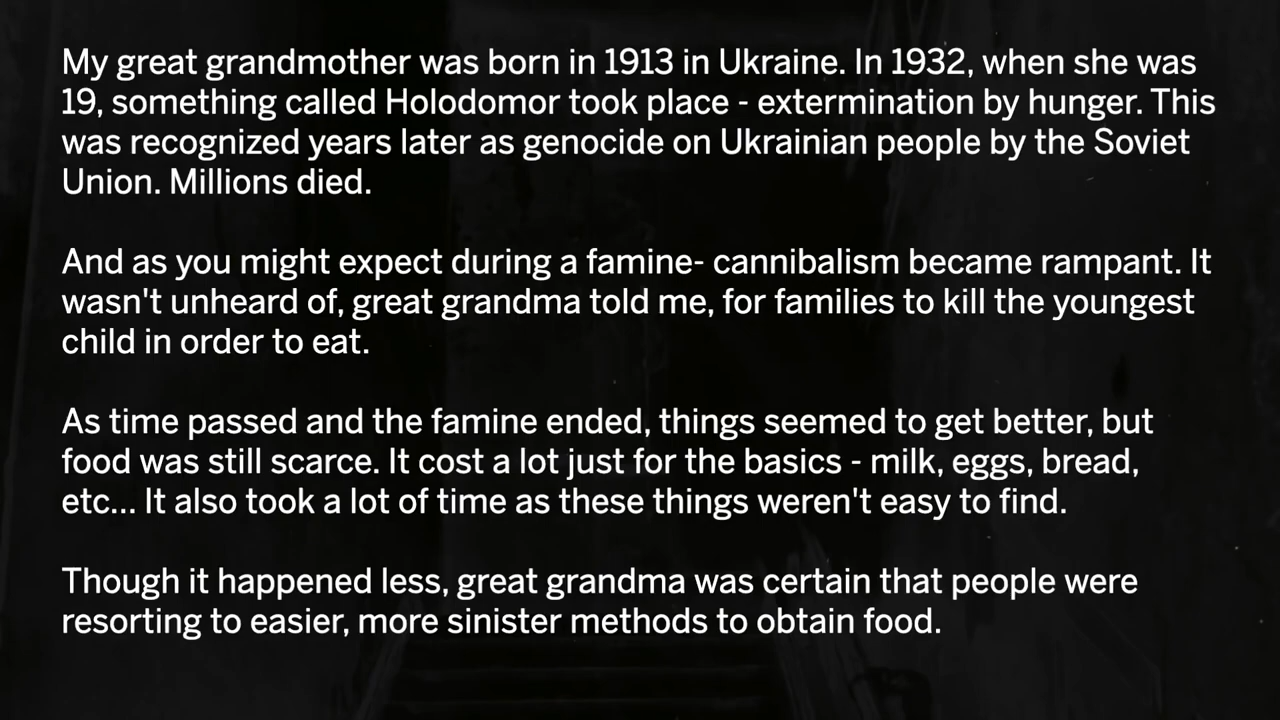 My great grandmother was born in 1913 in Ukraine. In 1932, when she was
19, something called Holodomor took place - extermination by hunger. This
was recognized years later as genocide on Ukrainian people by the Soviet
Union. Millions died.
And as you might expect during a famine- cannibalism became rampant. It
wasn't unheard of, great grandma told me, for families to kill the youngest
child in order to eat.
As time passed and the famine ended, things seemed to get better, but
food was still scarce. It cost a lot just for the basics - milk, eggs, bread,
etc... It also took a lot of time as these things weren't easy to find.
Though it happened less, great grandma was certain that people were
resorting to easier, more sinister methods to obtain food.